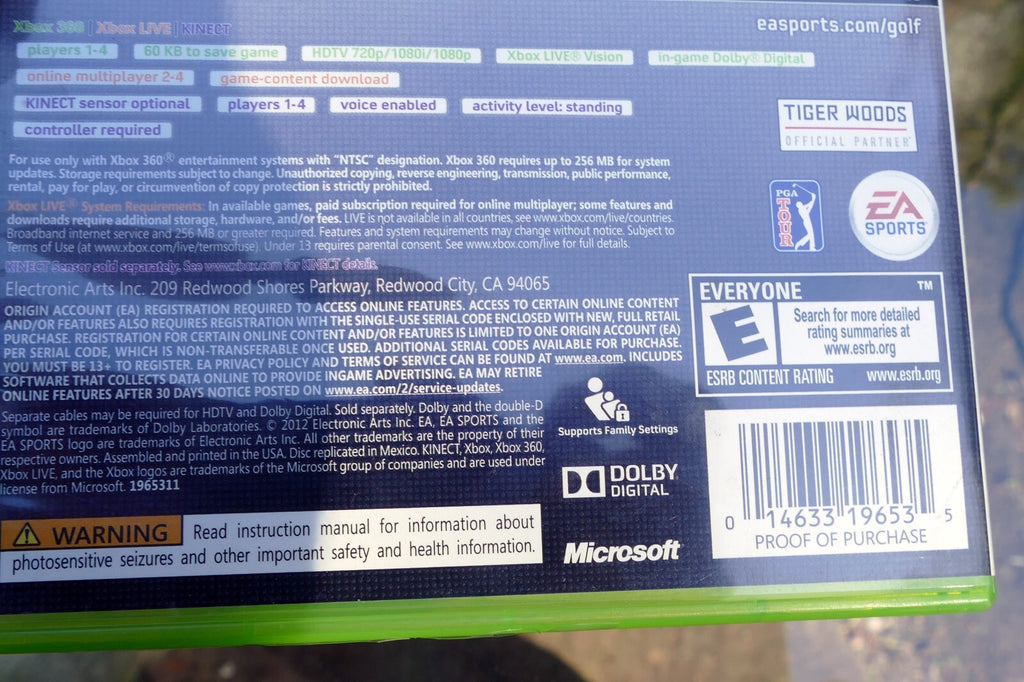 Xbox 360 | Xbox LIVE | KINECT
easports.com/golf
players 1-4
60 KB to save game
HDTV 720p/1080i/1080p
Xbox LIVE® Vision
in-game Dolby® Digital
online multiplayer 2-4
game-content download
KINECT sensor optional
players 1-4
voice enabled
activity level: standing
controller required
TIGER WOODS
OFFICIAL PARTNER
For use only with Xbox 360® entertainment systems with "NTSC" designation. Xbox 360 requires up to 256 MB for system
updates. Storage requirements subject to change. Unauthorized copying, reverse engineering, transmission, public performance,
rental, pay for play, or circumvention of copy protection is strictly prohibited.
Xbox LIVE® System Requirements: In available games, paid subscription required for online multiplayer; some features and
downloads require additional storage, hardware, and/or fees. LIVE is not available in all countries, see www.xbox.com/live/countries.
Broadband internet service and 256 MB or greater required. Features and system requirements may change without notice. Subject to
Terms of Use (at www.xbox.com/live/termsofuse). Under 13 requires parental consent. See www.xbox.com/live for full details.
KINECT Sensor sold separately. See www.xbox.com for KINECT details.
PGA
TOUR
EA
SPORTS™
Electronic Arts Inc. 209 Redwood Shores Parkway, Redwood City, CA 94065
ORIGIN ACCOUNT (EA) REGISTRATION REQUIRED TO ACCESS ONLINE FEATURES. ACCESS TO CERTAIN ONLINE CONTENT
AND/OR FEATURES ALSO REQUIRES REGISTRATION WITH THE SINGLE-USE SERIAL CODE ENCLOSED WITH NEW, FULL RETAIL
PURCHASE. REGISTRATION FOR CERTAIN ONLINE CONTENT AND/OR FEATURES IS LIMITED TO ONE ORIGIN ACCOUNT (EA)
PER SERIAL CODE, WHICH IS NON-TRANSFERABLE ONCE USED. ADDITIONAL SERIAL CODES AVAILABLE FOR PURCHASE.
YOU MUST BE 13+ TO REGISTER. EA PRIVACY POLICY AND TERMS OF SERVICE CAN BE FOUND AT www.ea.com. INCLUDES
SOFTWARE THAT COLLECTS DATA ONLINE TO PROVIDE INGAME ADVERTISING. EA MAY RETIRE
ONLINE FEATURES AFTER 30 DAYS NOTICE POSTED ON www.ea.com/2/service-updates.
EVERYONE ™
E
Search for more detailed
rating summaries at
www.esrb.org
ESRB CONTENT RATING www.esrb.org
Separate cables may be required for HDTV and Dolby Digital. Sold separately. Dolby and the double-D
symbol are trademarks of Dolby Laboratories. © 2012 Electronic Arts Inc. EA, EA SPORTS and the
EA SPORTS logo are trademarks of Electronic Arts Inc. All other trademarks are the property of their
respective owners. Assembled and printed in the USA. Disc replicated in Mexico. KINECT, Xbox, Xbox 360,
Xbox LIVE, and the Xbox logos are trademarks of the Microsoft group of companies and are used under
license from Microsoft. 1965311
Supports Family Settings
DOLBY
DIGITAL
Microsoft
WARNING Read instruction manual for information about
photosensitive seizures and other important safety and health information.
0 14633 19653 5
PROOF OF PURCHASE